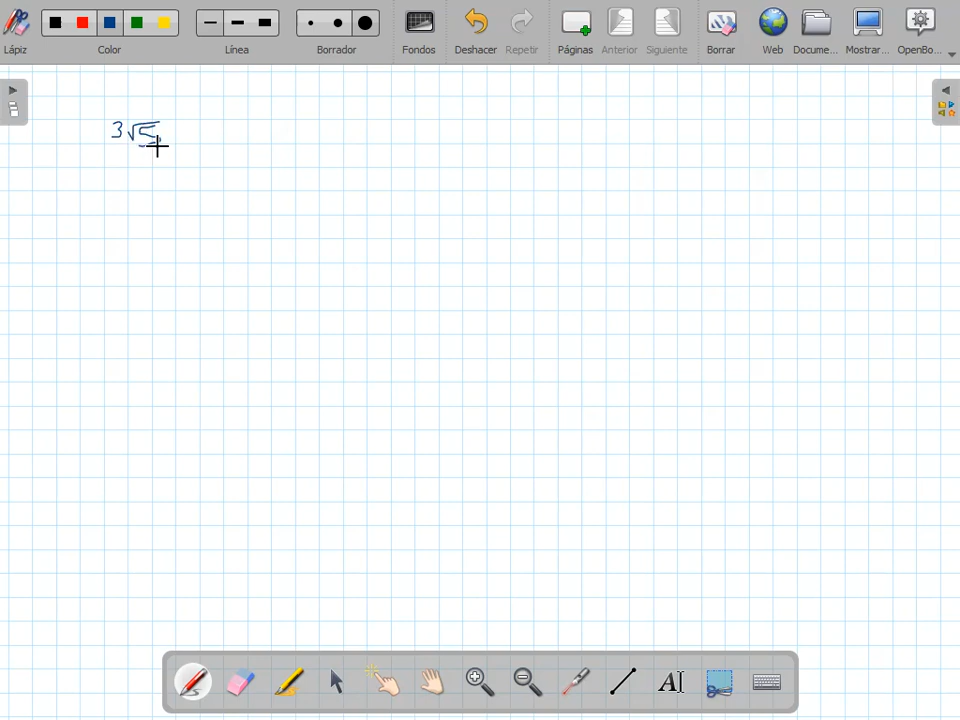 Lápiz Color Línea Borrador Fondos Deshacer Repetir Páginas Anterior Siguiente Borrar Web Docume... Mostrar... OpenBo...
3√5
A